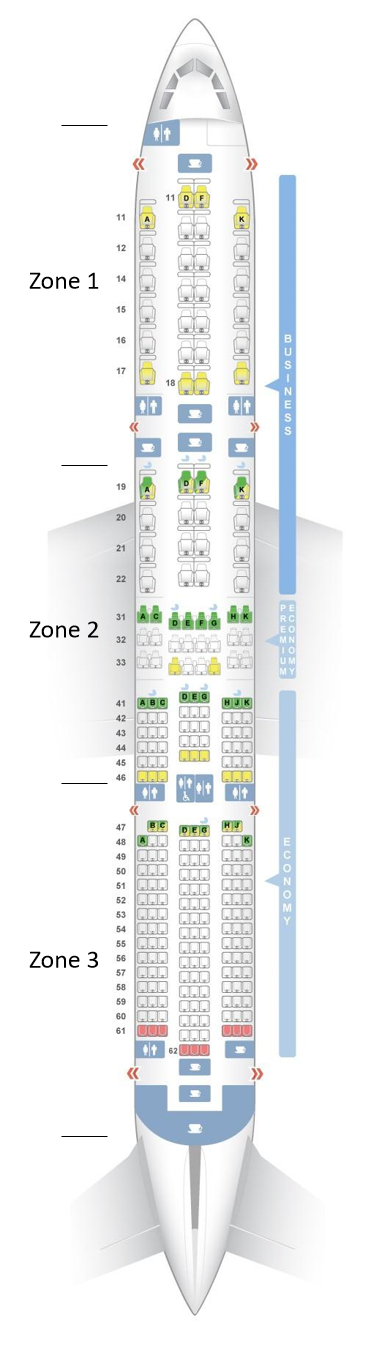 11 D F
11 A K
12
14
Zone 1
15
16
17
18
BUSINESS
19 A D F K
20
21
22
31 A C D E F G H K
PREMIUM ECONOMY
Zone 2
32
33
41 A B C D E G H J K
42
43
44
45
46
47 B C D E G H J
48 A K
49
50
51
ECONOMY
52
53
54
55
56
Zone 3
57
58
59
60
61
62